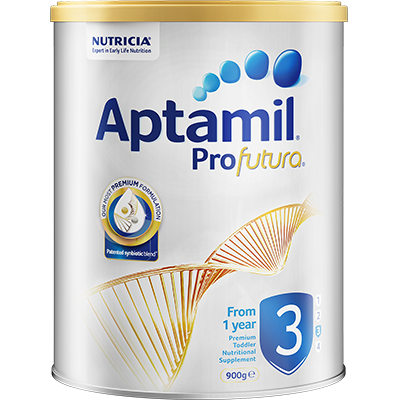 NUTRICIA
Expert in Early Life Nutrition
Aptamil®
Profutura®
OUR MOST PREMIUM FORMULATION
Patented synbiotic blend^
From
1 year
Premium
Toddler
Nutritional
Supplement
900g e
3
1
2
3
4